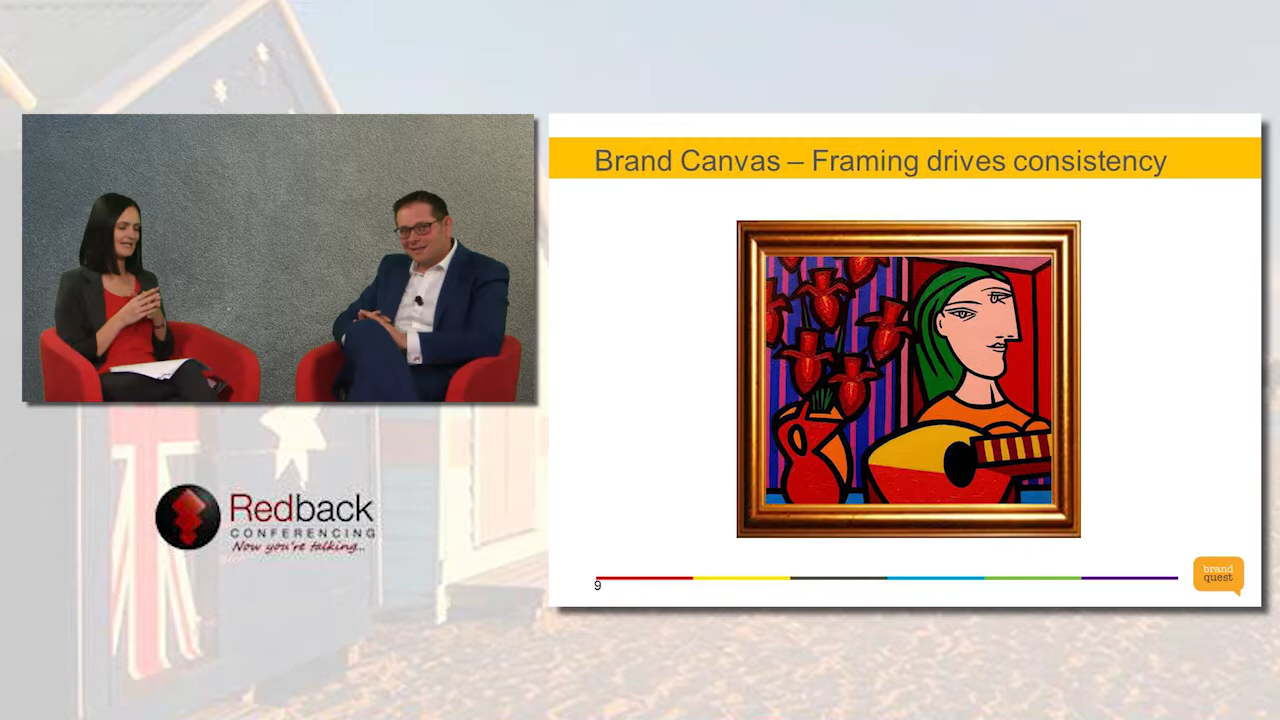 Brand Canvas – Framing drives consistency
Redback
CONFERENCING
Now you're talking...
9
brand
quest